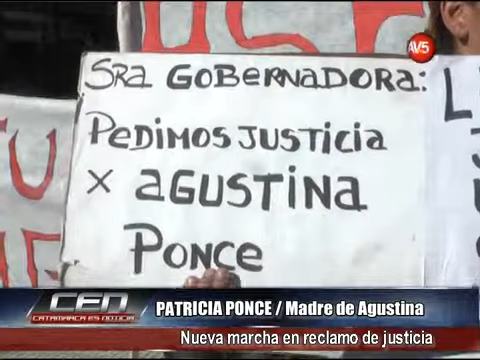 AV5
SRA GOBERNADORA:
PEDIMOS JUSTICIA
X AGUSTINA
PONCE
CEN
CATAMARCA ES NOTICIA
PATRICIA PONCE / Madre de Agustina
Nueva marcha en reclamo de justicia